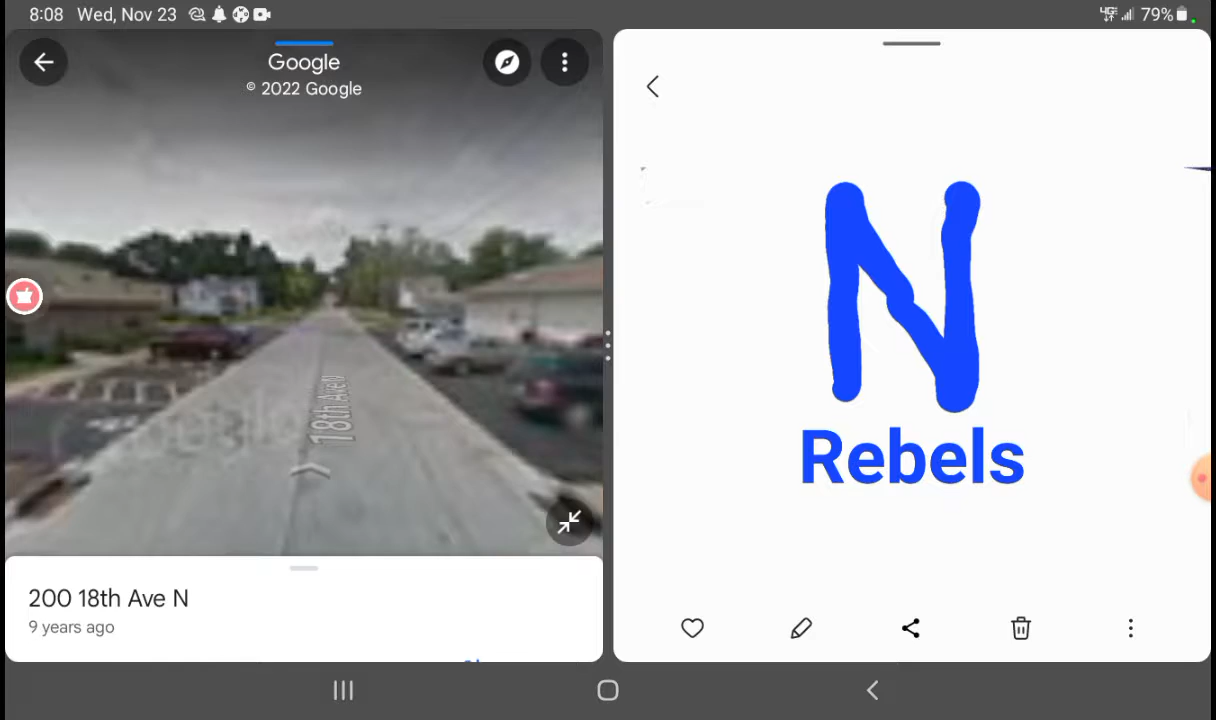 8:08 Wed, Nov 23
79%
Google
© 2022 Google
18th Ave N
200 18th Ave N
9 years ago
N
Rebels